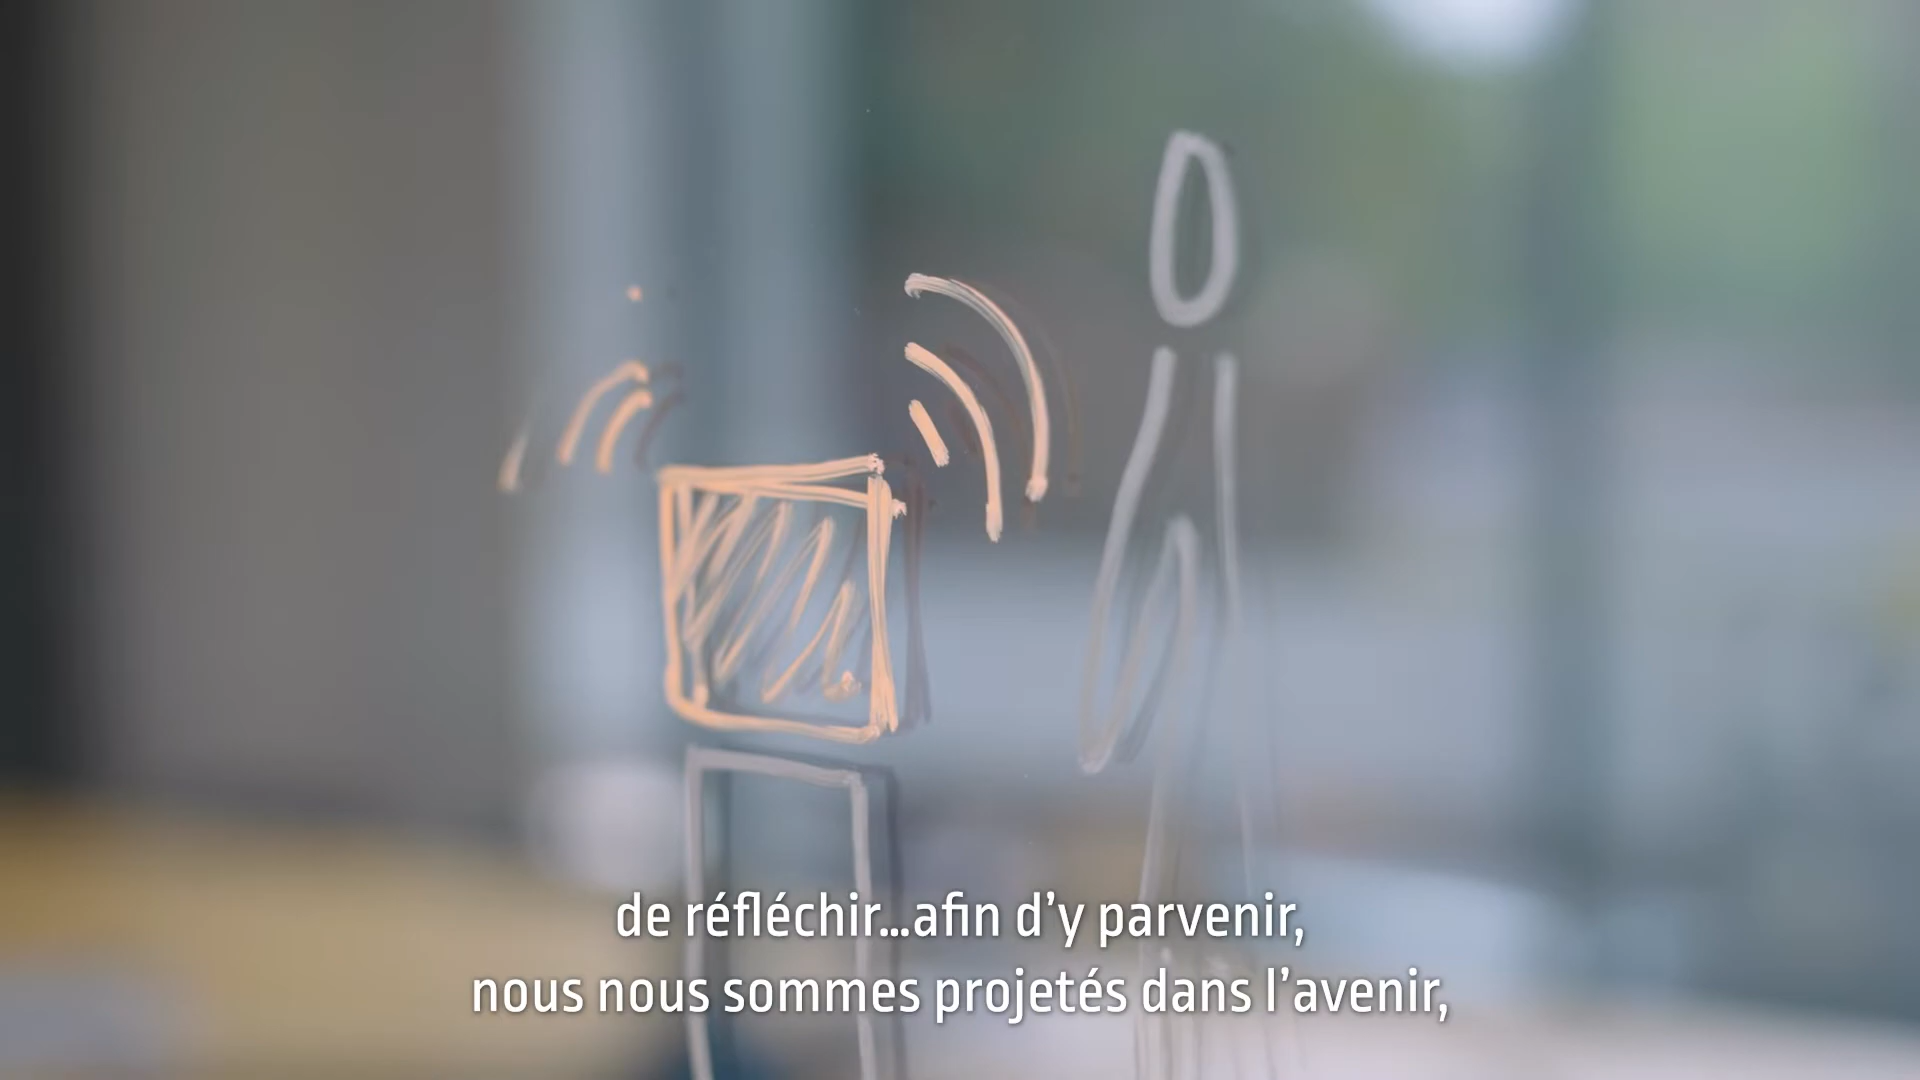 de réfléchir...afin d’y parvenir,
nous nous sommes projetés dans l’avenir,